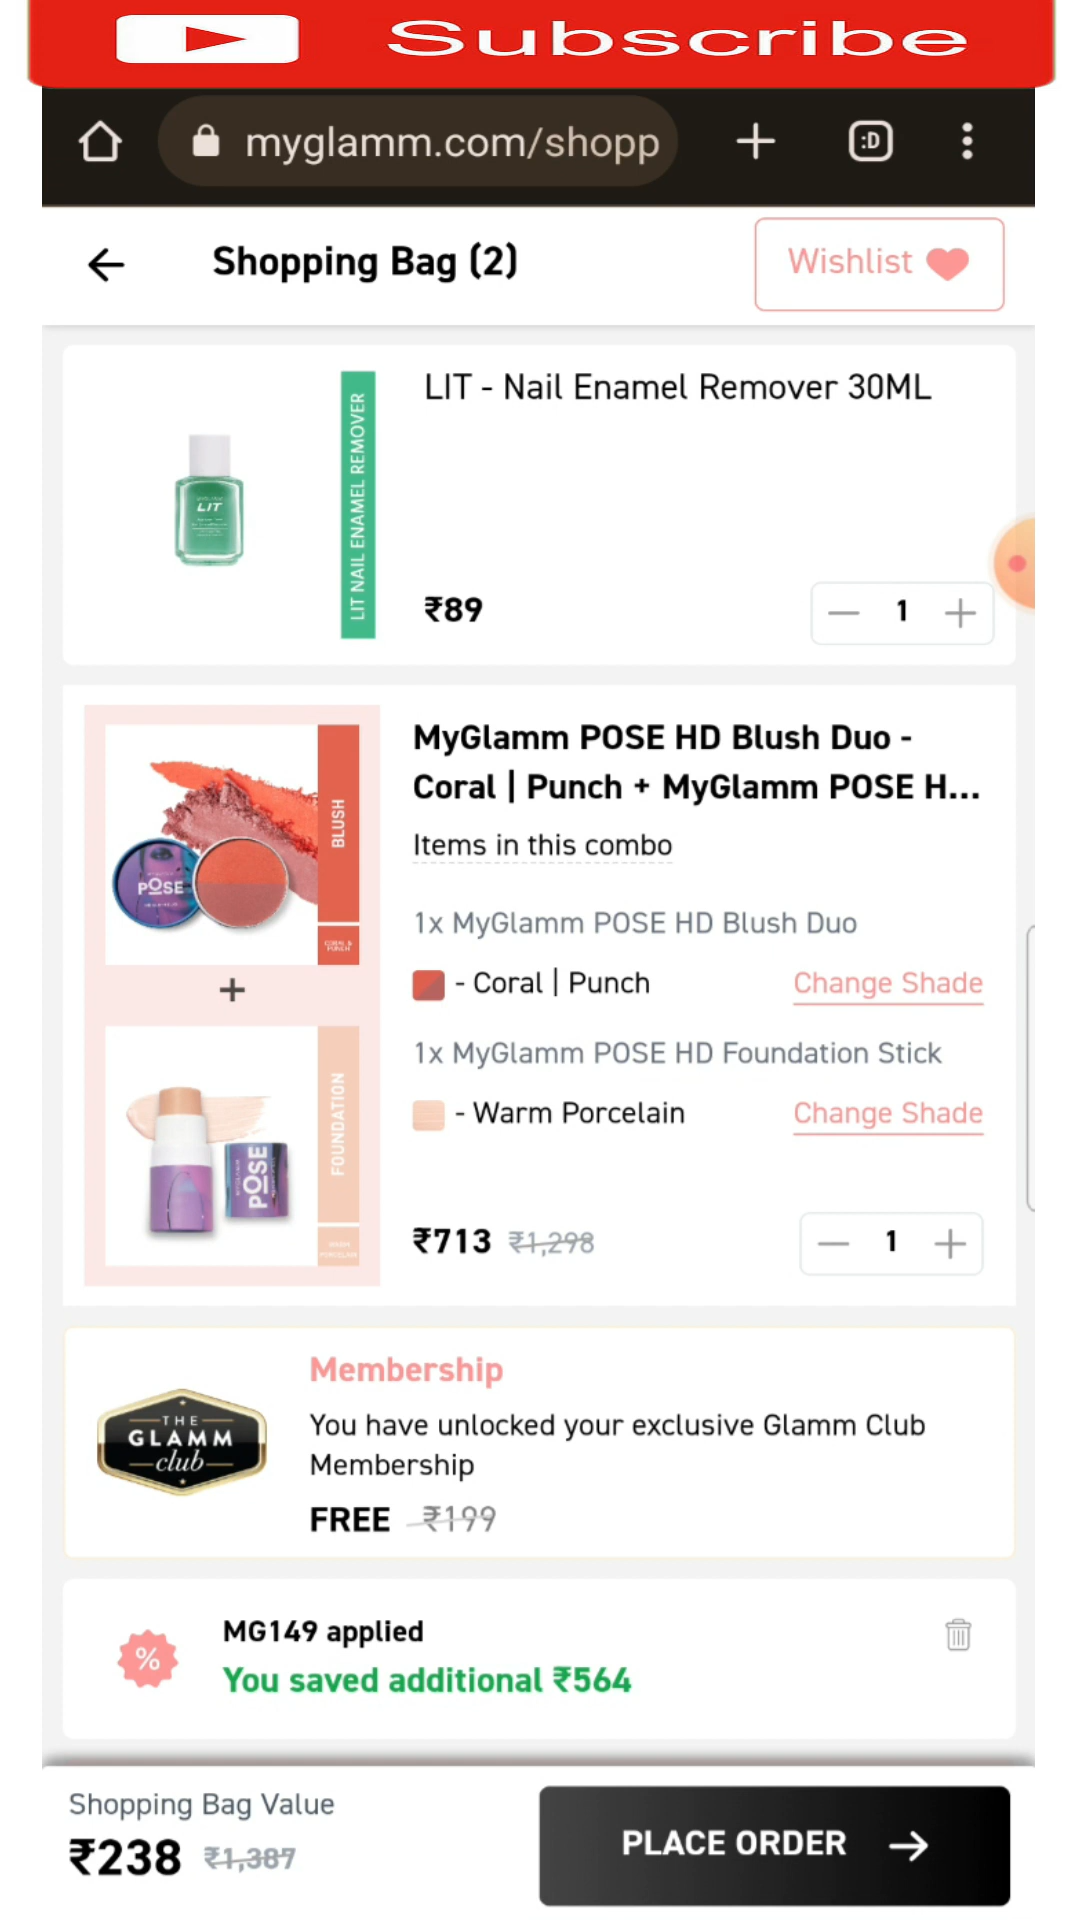 Subscribe
myglamm.com/shopp
:D
Shopping Bag (2)
Wishlist
LIT - Nail Enamel Remover 30ML
LIT
LIT NAIL ENAMEL REMOVER
₹89
1
MyGlamm POSE HD Blush Duo -
Coral | Punch + MyGlamm POSE H...
Items in this combo
BLUSH
POSE
CORAL &
PUNCH
1x MyGlamm POSE HD Blush Duo
- Coral | Punch
Change Shade
+
1x MyGlamm POSE HD Foundation Stick
- Warm Porcelain
Change Shade
FOUNDATION
POSE
WARM
PORCELAIN
₹713 ₹1,298
1
Membership
THE
GLAMM
club
You have unlocked your exclusive Glamm Club
Membership
FREE ₹199
MG149 applied
%
You saved additional ₹564
Shopping Bag Value
₹238 ₹1,387
PLACE ORDER